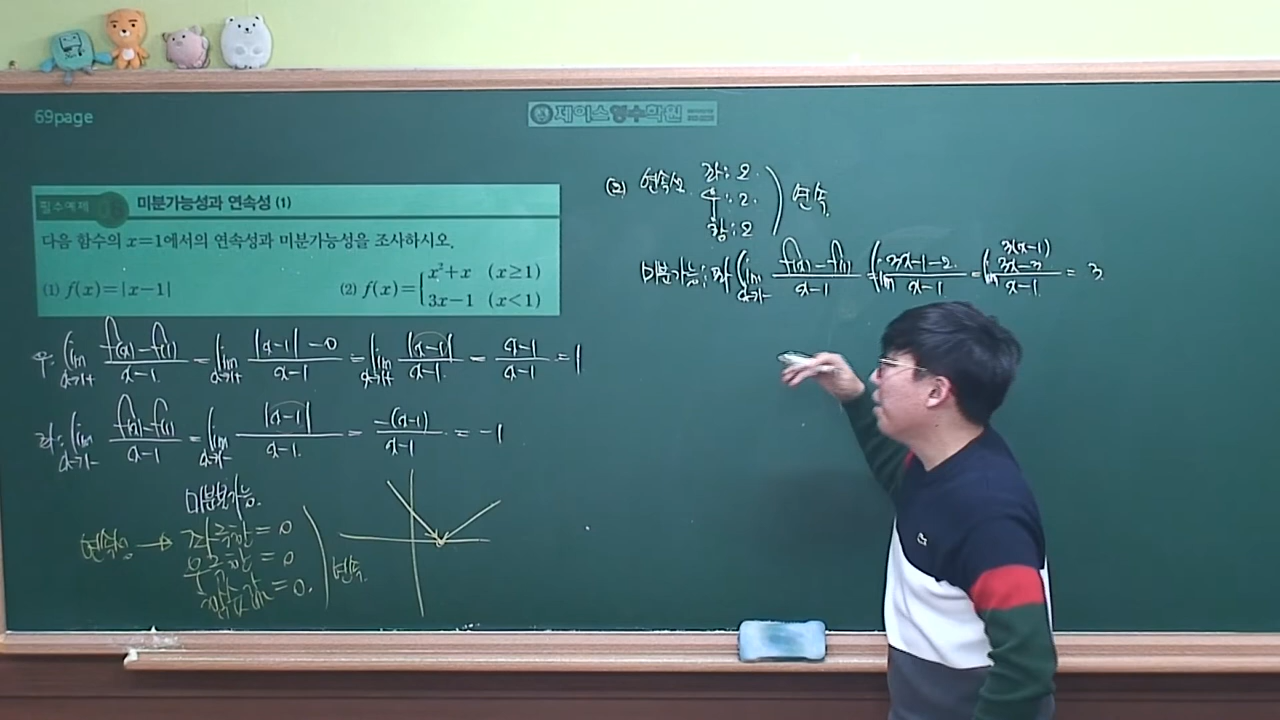 69page
제이스영수학원
필수예제
미분가능성과 연속성 (1)
다음 함수의 x=1에서의 연속성과 미분가능성을 조사하시오.
(1) f(x)=|x-1|
(2) f(x)={x²+x (x≥1)
3x-1 (x<1)
우: lim x→1+ f(x)-f(1) / x-1 = lim x→1+ |x-1|-0 / x-1 = lim x→1+ |x-1| / x-1 = x-1 / x-1 = 1
좌: lim x→1- f(x)-f(1) / x-1 = lim x→1- |x-1| / x-1 = -(x-1) / x-1 = -1
미분불가능.
연속성 → 좌극한 = 0
우극한 = 0
함수값 = 0.
연속.
(2) 연속성 좌: 2.
우: 2.
함: 2
연속.
미분가능: 좌 lim x→1- f(x)-f(1) / x-1 lim 3x-1-2 / x-1 = lim 3x-3 / x-1 = 3
3(x-1)